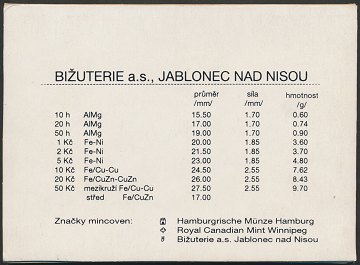 BIŽUTERIE a.s., JABLONEC NAD NISOU
průměr síla hmotnost
/mm/ /mm/ /g/
10 h AlMg 15.50 1.70 0.60
20 h AlMg 17.00 1.70 0.74
50 h AlMg 19.00 1.70 0.90
1 Kč Fe-Ni 20.00 1.85 3.60
2 Kč Fe-Ni 21.50 1.85 3.70
5 Kč Fe-Ni 23.00 1.85 4.80
10 Kč Fe/Cu-Cu 24.50 2.55 7.62
20 Kč Fe/CuZn-CuZn 26.00 2.55 8.43
50 Kč mezikruží Fe/Cu-Cu 27.50 2.55 9.70
střed Fe/CuZn 17.00
Značky mincoven: Hamburgrische Münze Hamburg
Royal Canadian Mint Winnipeg
Bižuterie a.s. Jablonec nad Nisou